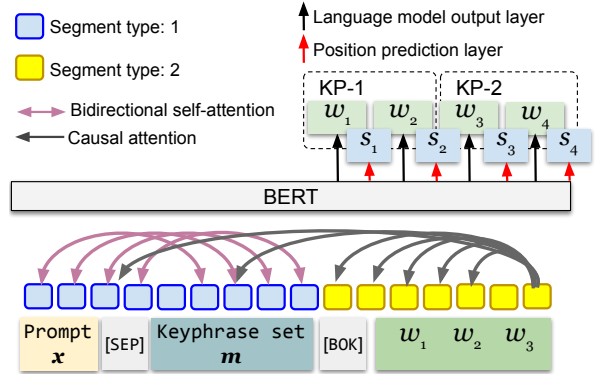 Segment type: 1
Segment type: 2
Bidirectional self-attention
Causal attention
Language model output layer
Position prediction layer
KP-1 KP-2
w₁ w₂ w₃ w₄
s₁ s₂ s₃ s₄
BERT
Prompt [SEP] Keyphrase set [BOK] w₁ w₂ w₃
x m